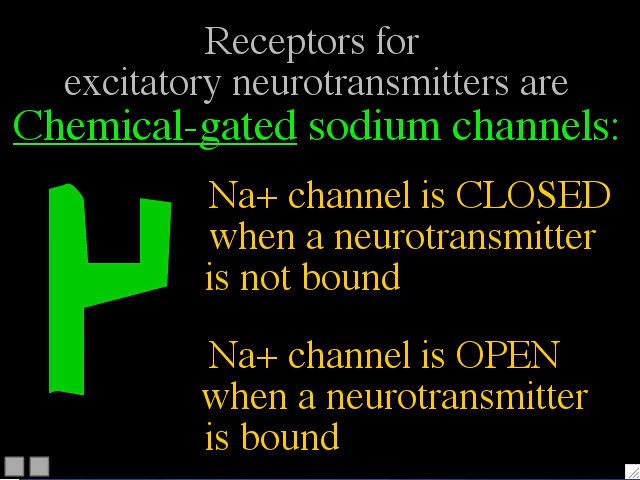 Receptors for
excitatory neurotransmitters are
Chemical-gated sodium channels:
Na+ channel is CLOSED
when a neurotransmitter
is not bound
Na+ channel is OPEN
when a neurotransmitter
is bound